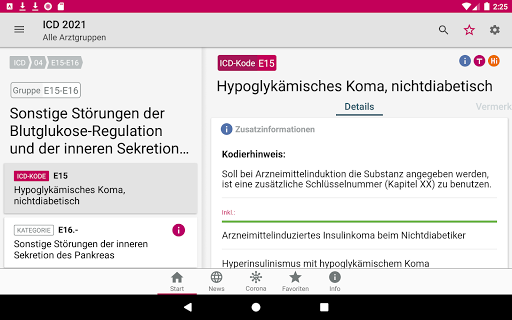 2:25
ICD 2021
Alle Arztgruppen
ICD 04 E15-E16
Gruppe E15-E16
Sonstige Störungen der
Blutglukose-Regulation
und der inneren Sekretion…
ICD-KODE E15
Hypoglykämisches Koma,
nichtdiabetisch
KATEGORIE E16.-
Sonstige Störungen der inneren
Sekretion des Pankreas
ICD-Kode E15
Hypoglykämisches Koma, nichtdiabetisch
Details
Vermerk
Zusatzinformationen
Kodierhinweis:
Soll bei Arzneimittelinduktion die Substanz angegeben werden,
ist eine zusätzliche Schlüsselnummer (Kapitel XX) zu benutzen.
Inkl.:
Arzneimittelinduziertes Insulinkoma beim Nichtdiabetiker
Hyperinsulinismus mit hypoglykämischem Koma
Start News Corona Favoriten Info